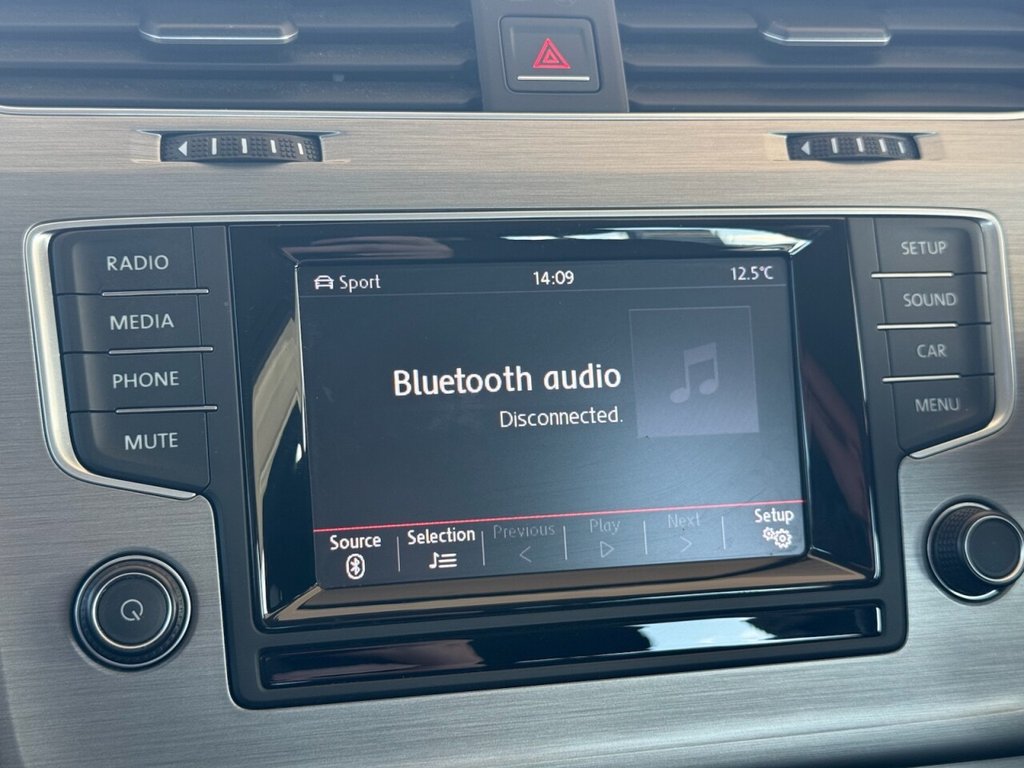 RADIO
MEDIA
PHONE
MUTE
Sport 14:09 12.5°C
Bluetooth audio
Disconnected.
Source Selection Previous Play Next Setup
SETUP
SOUND
CAR
MENU